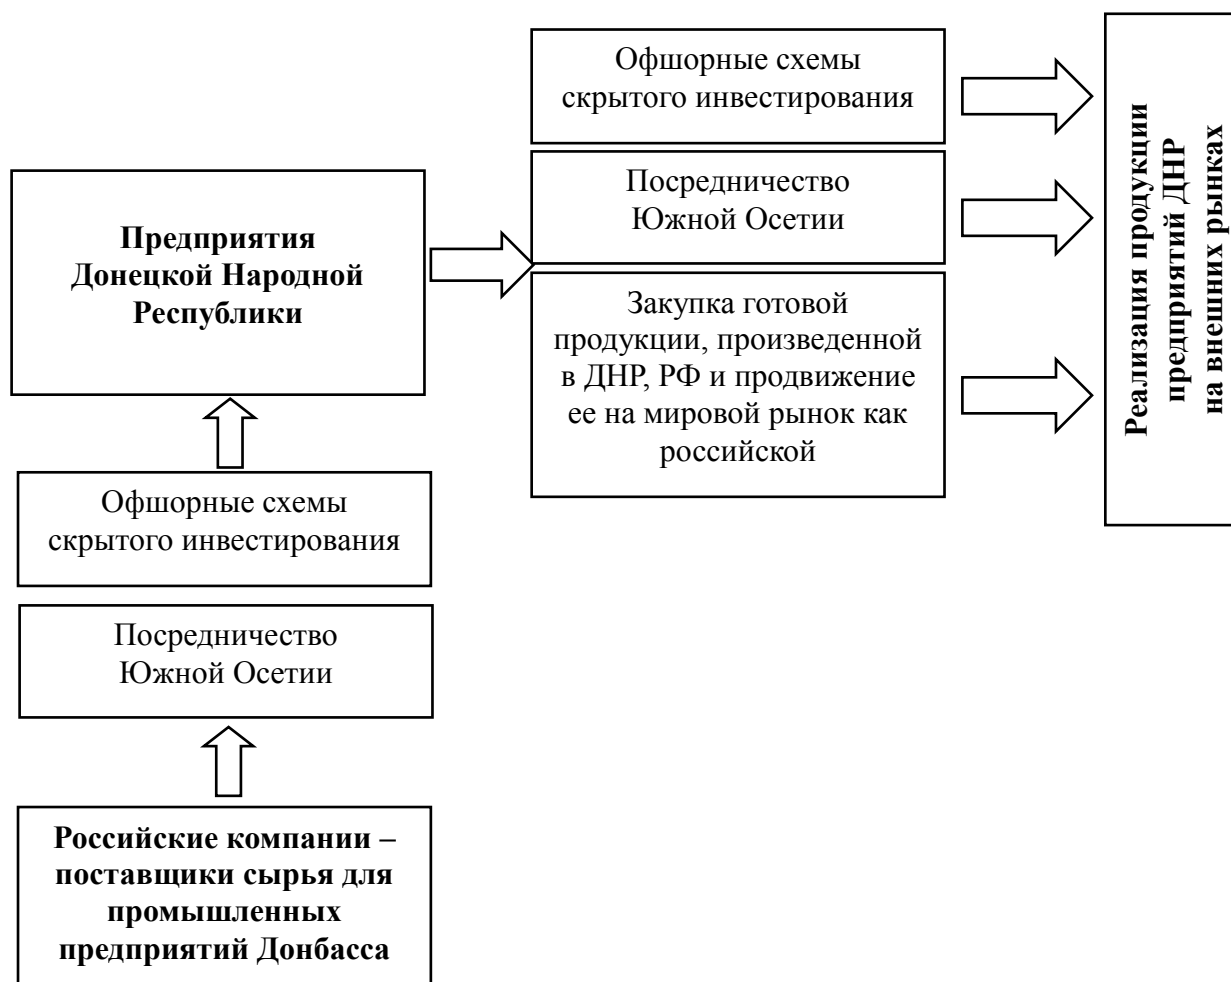 Офшорные схемы
скрытого инвестирования
Посредничество
Южной Осетии
Закупка готовой
продукции, произведенной
в ДНР, РФ и продвижение
ее на мировой рынок как
российской
Реализация продукции
предприятий ДНР
на внешних рынках
Предприятия
Донецкой Народной
Республики
Офшорные схемы
скрытого инвестирования
Посредничество
Южной Осетии
Российские компании –
поставщики сырья для
промышленных
предприятий Донбасса